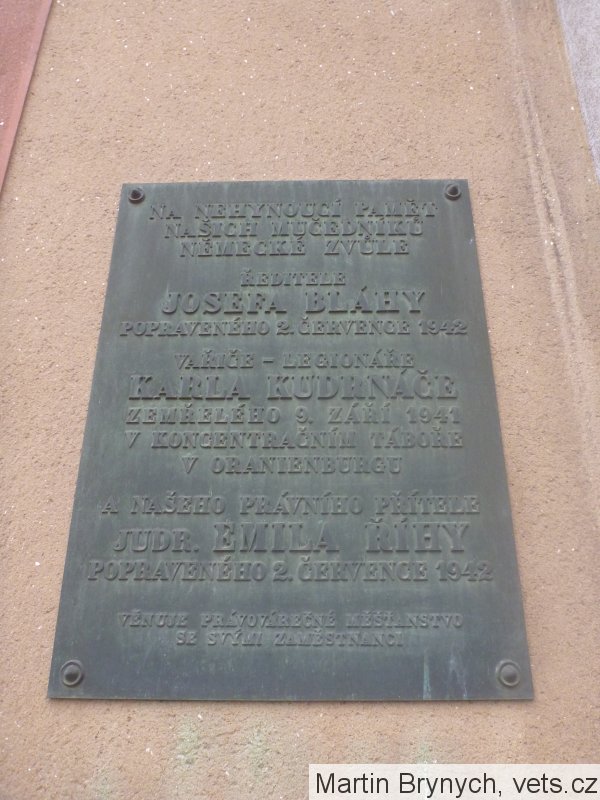 NA NEHYNOUCÍ PAMĚT
NAŠICH MUČEDNÍKŮ
NĚMECKÉ ZVŮLE
ŘEDITELE
JOSEFA BLÁHY
POPRAVENÉHO 2. ČERVENCE 1942
VAŘIČE - LEGIONÁŘE
KARLA KUDRNÁČE
ZEMŘELÉHO 9. ZÁŘÍ 1941
V KONCENTRAČNÍM TÁBOŘE
V ORANIENBURGU
A NAŠEHO PRÁVNÍHO PŘÍTELE
JUDR. EMILA ŘÍHY
POPRAVENÉHO 2. ČERVENCE 1942
VĚNUJE PRÁVOVÁREČNÉ MĚŠŤANSTVO
SE SVÝMI ZAMĚSTNANCI
Martin Brynych, vets.cz